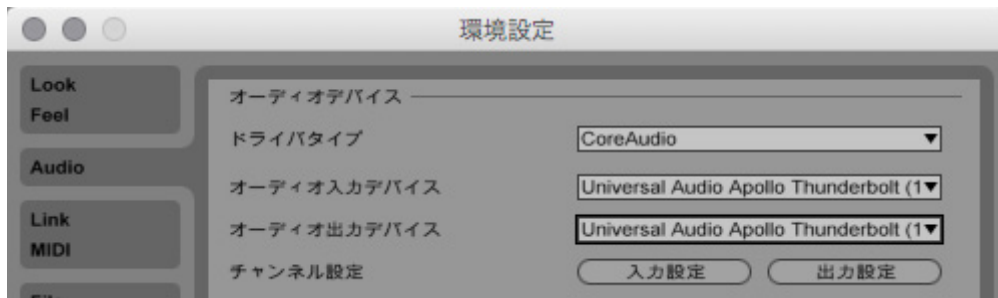 環境設定
Look
Feel
Audio
Link
MIDI
オーディオデバイス
ドライバタイプ CoreAudio
オーディオ入力デバイス Universal Audio Apollo Thunderbolt (1
オーディオ出力デバイス Universal Audio Apollo Thunderbolt (1
チャンネル設定 入力設定 出力設定